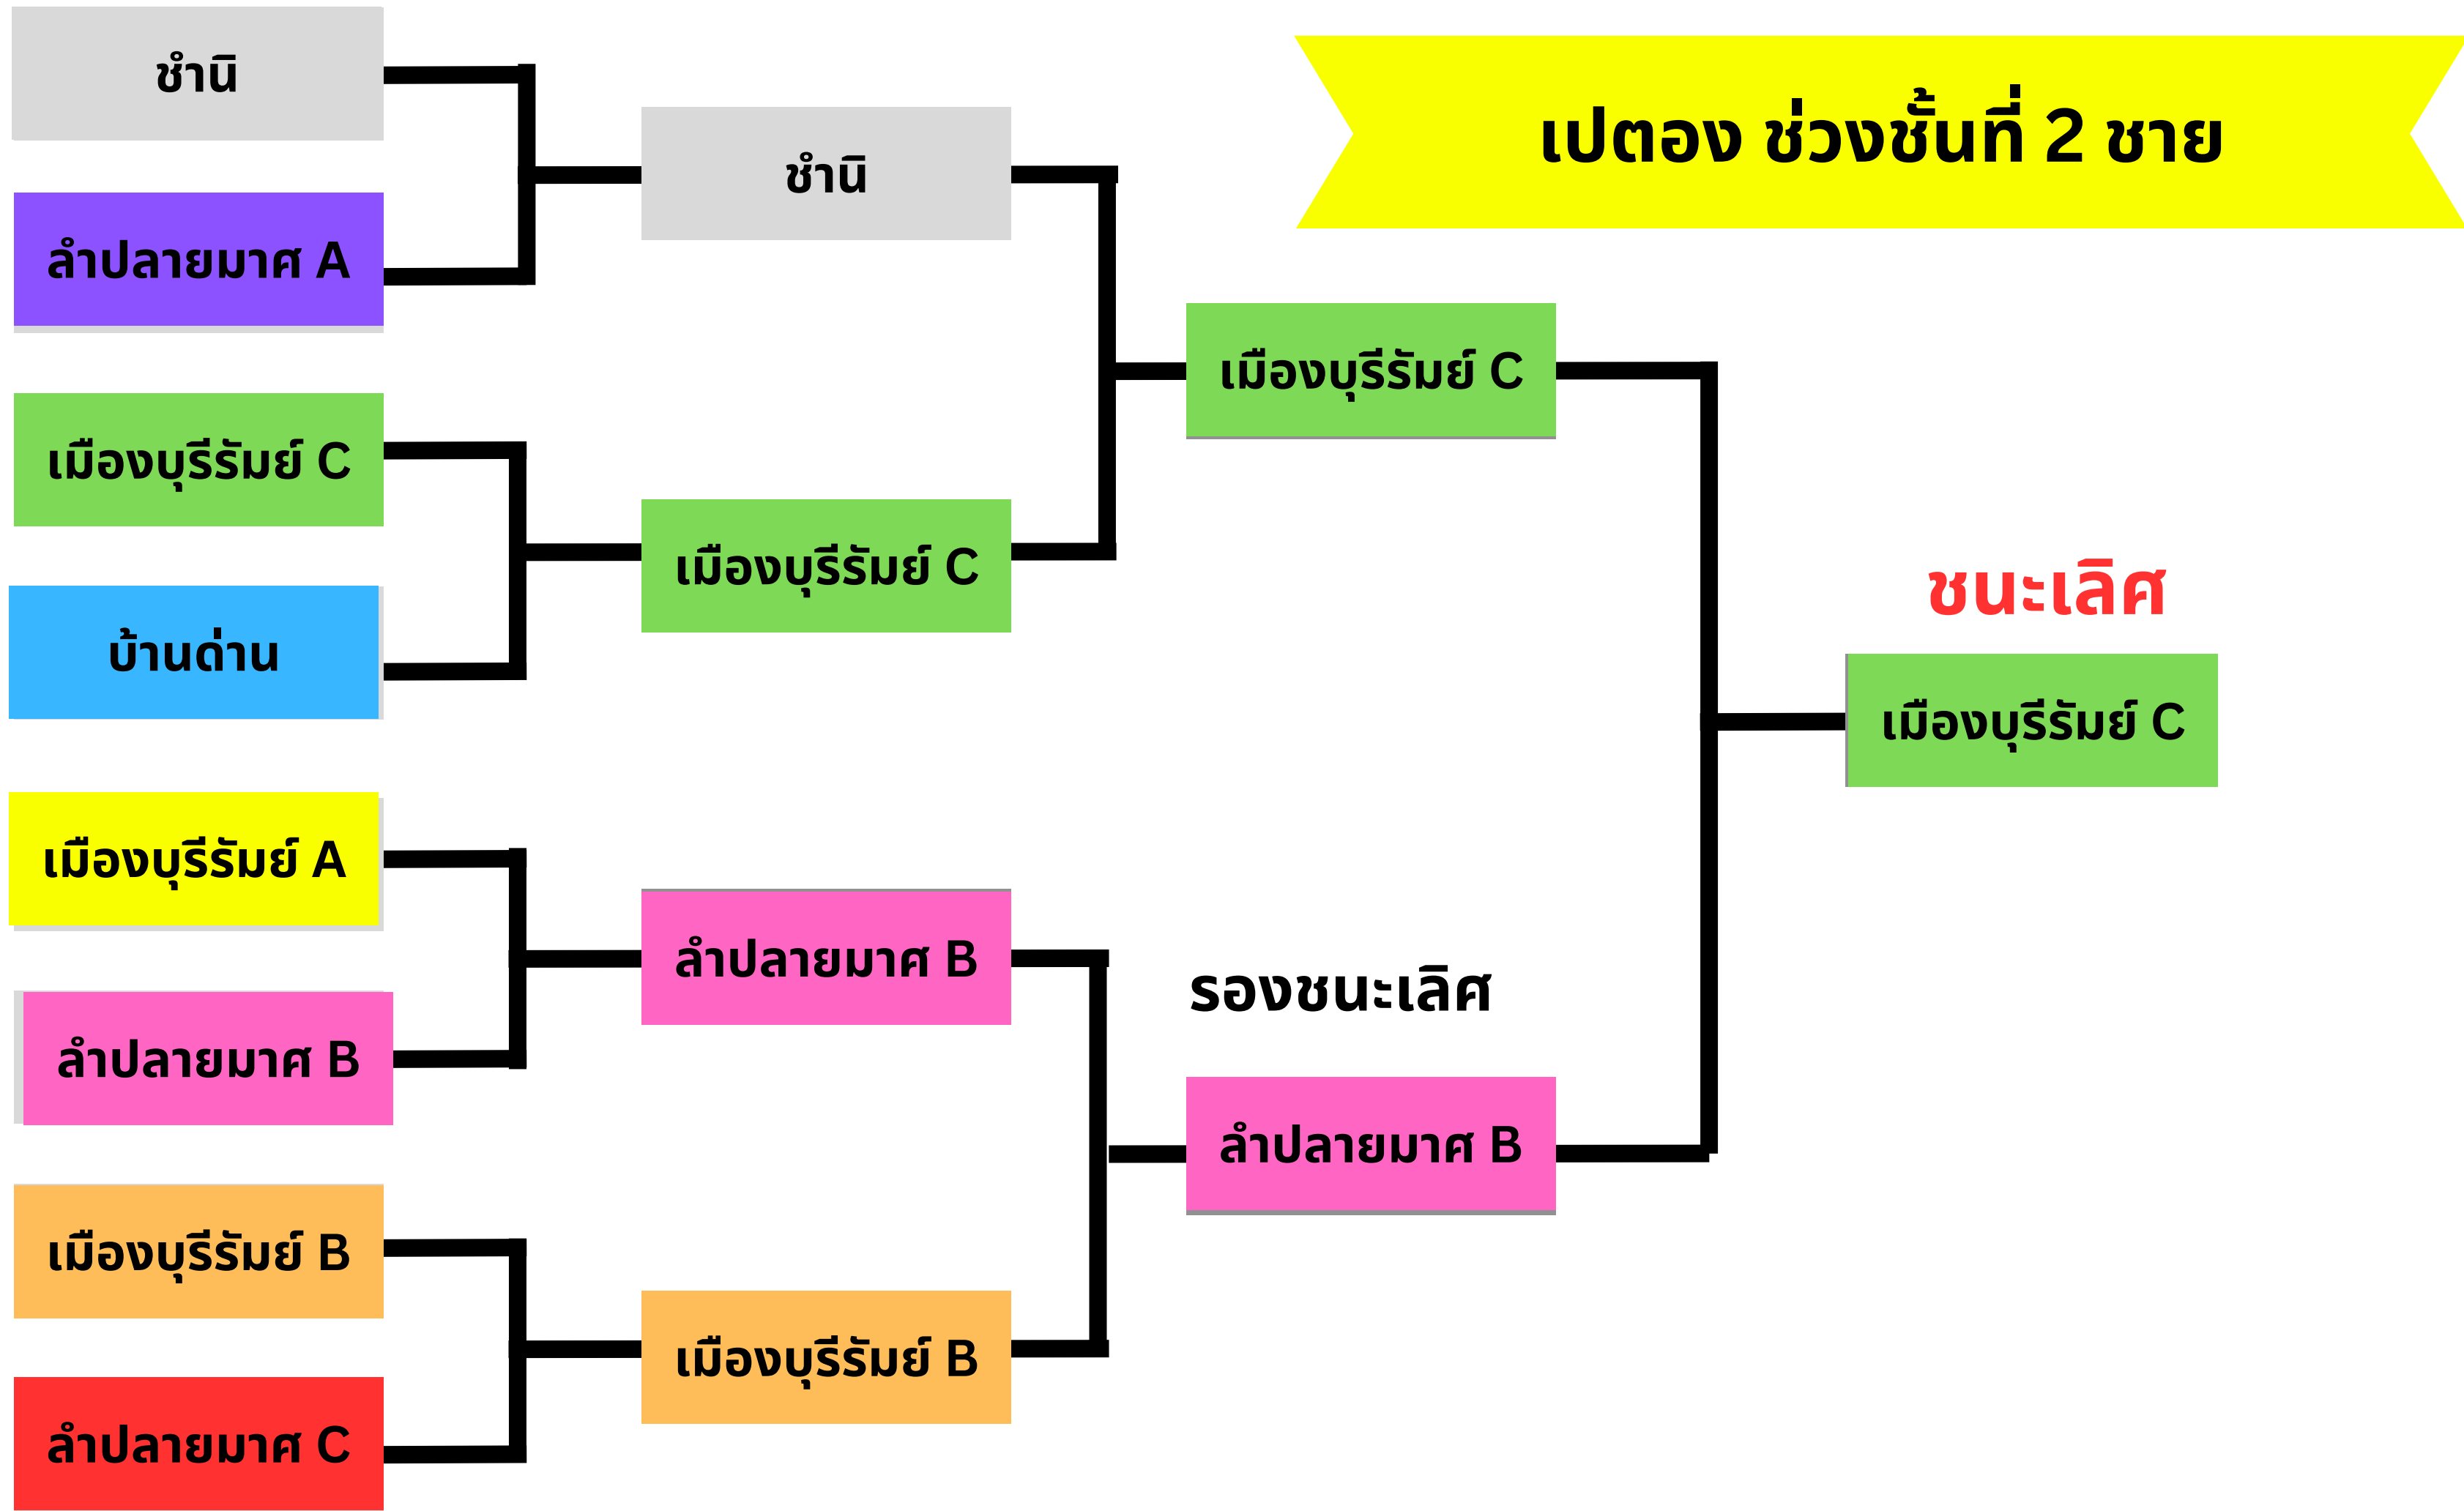 เปตอง ช่วงชั้นที่ 2 ชาย
ชำนิ
ลำปลายมาศ A
เมืองบุรีรัมย์ C
บ้านด่าน
เมืองบุรีรัมย์ A
ลำปลายมาศ B
เมืองบุรีรัมย์ B
ลำปลายมาศ C
ชำนิ
เมืองบุรีรัมย์ C
ลำปลายมาศ B
เมืองบุรีรัมย์ B
เมืองบุรีรัมย์ C
รองชนะเลิศ
ลำปลายมาศ B
ชนะเลิศ
เมืองบุรีรัมย์ C